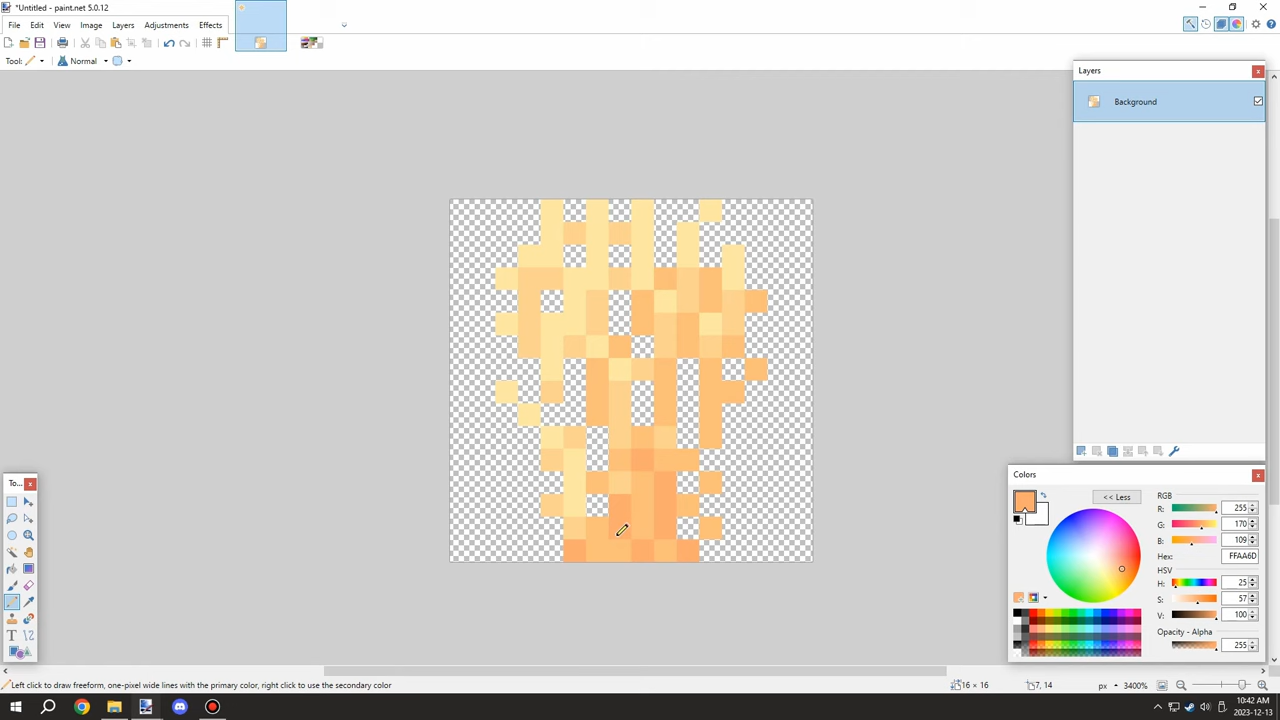 *Untitled - paint.net 5.0.12
File Edit View Image Layers Adjustments Effects
Tool: Normal
Layers
Background
To...
Colors
<< Less
RGB
R: 255
G: 170
B: 109
Hex: FFAA6D
HSV
H: 25
S: 57
V: 100
Opacity - Alpha
255
Left click to draw freeform, one-pixel wide lines with the primary color, right click to use the secondary color
16 × 16
7, 14
px
3400%
10:42 AM
2023-12-13